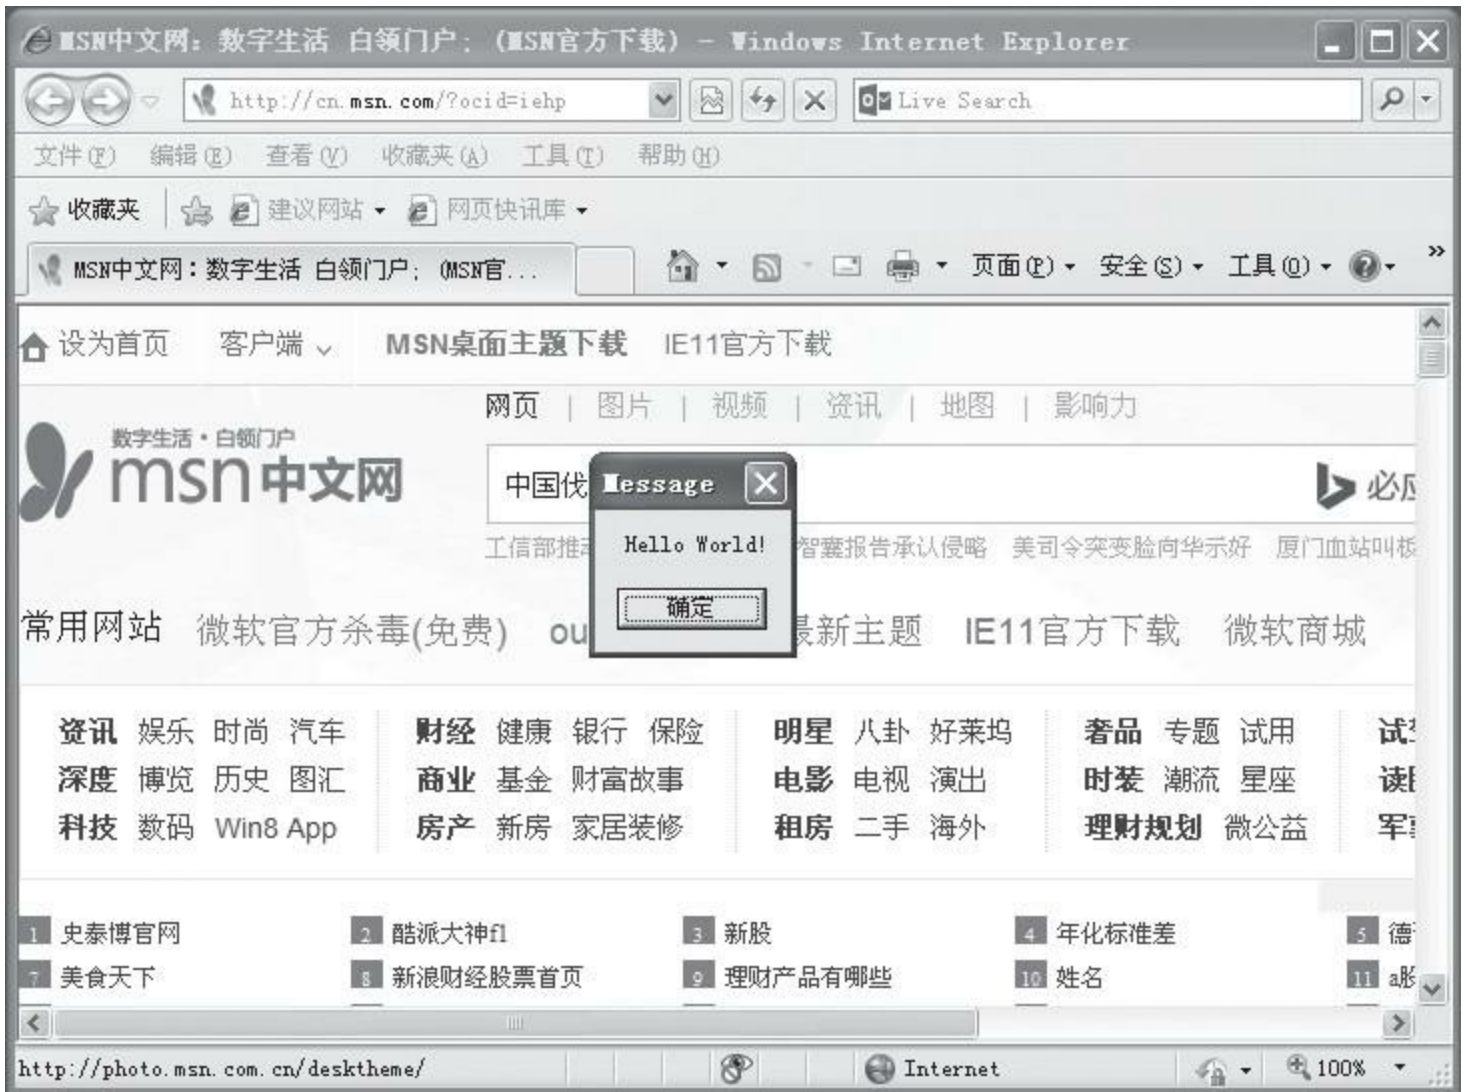 MSN中文网：数字生活 白领门户；(MSN官方下载) - Windows Internet Explorer
http://cn.msn.com/?ocid=iehp
Live Search
文件(F) 编辑(E) 查看(V) 收藏夹(A) 工具(T) 帮助(H)
收藏夹 建议网站 网页快讯库
MSN中文网：数字生活 白领门户；(MSN官... 页面(P) 安全(S) 工具(O) »
设为首页 客户端 MSN桌面主题下载 IE11官方下载
网页 | 图片 | 视频 | 资讯 | 地图 | 影响力
数字生活·白领门户
msn中文网
中国伐
必应
Message
Hello World!
确定
工信部推 智囊报告承认侵略 美司令突变脸向华示好 厦门血站叫板
常用网站 微软官方杀毒(免费) ou 最新主题 IE11官方下载 微软商城
资讯 娱乐 时尚 汽车 财经 健康 银行 保险 明星 八卦 好莱坞 奢品 专题 试用 试
深度 博览 历史 图汇 商业 基金 财富故事 电影 电视 演出 时装 潮流 星座 读
科技 数码 Win8 App 房产 新房 家居装修 租房 二手 海外 理财规划 微公益 军
1 史泰博官网 2 酷派大神f1 3 新股 4 年化标准差 5 德
7 美食天下 8 新浪财经股票首页 9 理财产品有哪些 10 姓名 11 a股
http://photo.msn.com.cn/desktheme/ Internet 100%